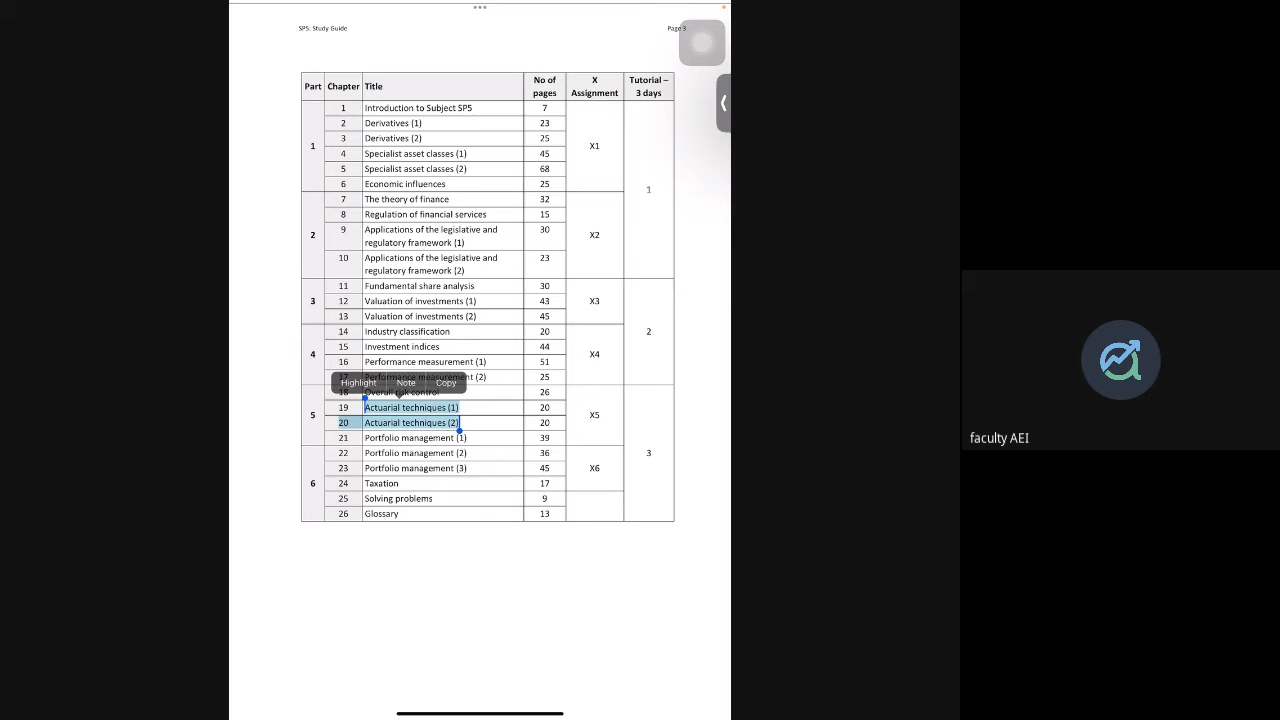 SP5: Study Guide Page 3
Part Chapter Title No of pages X Assignment Tutorial – 3 days
1 1 Introduction to Subject SP5 7 X1 1
2 Derivatives (1) 23
3 Derivatives (2) 25
4 Specialist asset classes (1) 45
5 Specialist asset classes (2) 68
6 Economic influences 25
2 7 The theory of finance 32 X2
8 Regulation of financial services 15
9 Applications of the legislative and 30
regulatory framework (1)
10 Applications of the legislative and 23
regulatory framework (2)
3 11 Fundamental share analysis 30 X3 2
12 Valuation of investments (1) 43
13 Valuation of investments (2) 45
4 14 Industry classification 20 X4
15 Investment indices 44
16 Performance measurement (1) 51
17 Performance measurement (2) 25
Highlight Note Copy
5 18 Overall risk control 26 X5 3
19 Actuarial techniques (1) 20
20 Actuarial techniques (2) 20
21 Portfolio management (1) 39
6 22 Portfolio management (2) 36 X6
23 Portfolio management (3) 45
24 Taxation 17
25 Solving problems 9
26 Glossary 13
faculty AEI